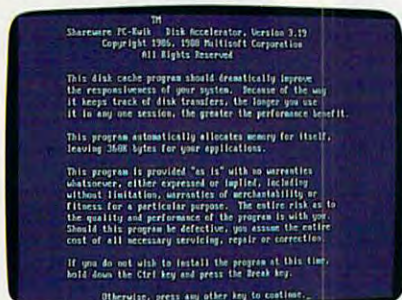 TM
Shareware PC-Kwik Disk Accelerator, Version 3.19
Copyright 1986, 1988 Multisoft Corporation
All Rights Reserved
This disk cache program should dramatically improve
the responsiveness of your system. Because of the way
it keeps track of disk transfers, the longer you use
it in any one session, the greater the performance benefit.
This program automatically allocates memory for itself,
leaving 360K bytes for your applications.
This program is provided "as is" with no warranties
whatsoever, either expressed or implied, including
without limitation, warranties of merchantability or
fitness for a particular purpose. The entire risk as to
the quality and performance of the program is with you.
Should this program be defective, you assume the entire
cost of all necessary servicing, repair or correction.
If you do not wish to install the program at this time,
hold down the Ctrl key and press the Break key.
Otherwise, press any other key to continue._